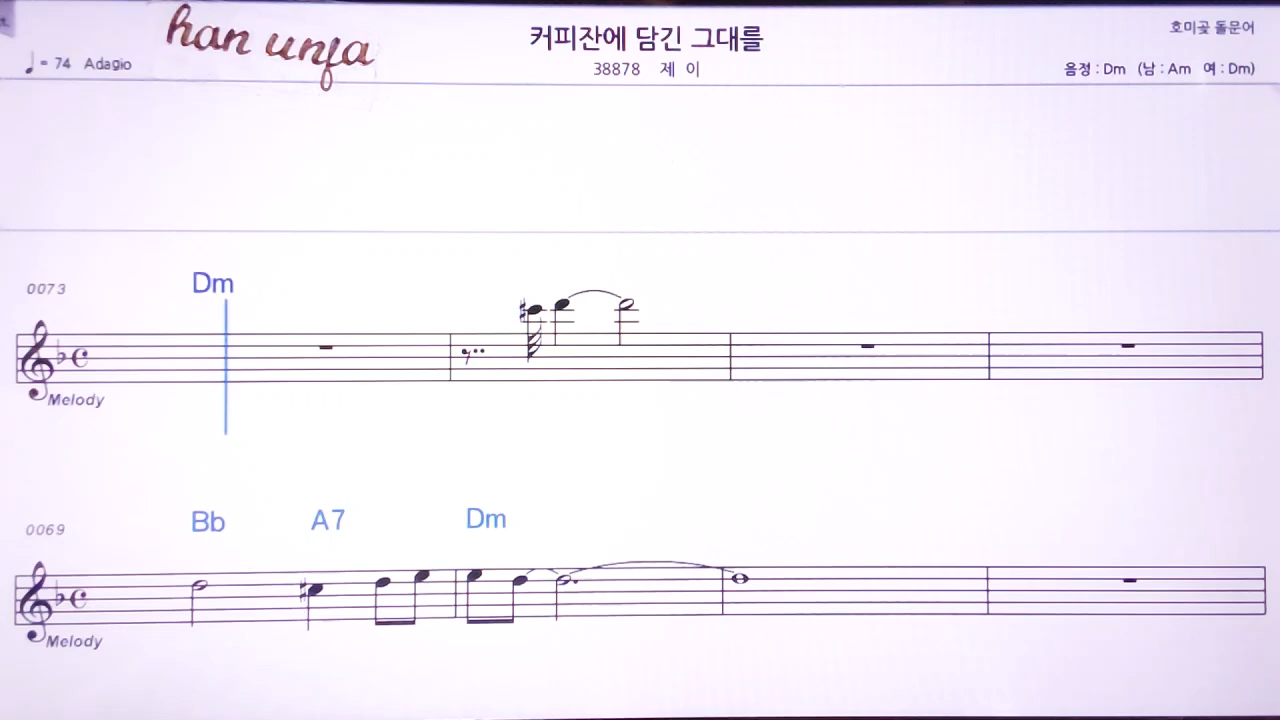 han unfa
커피잔에 담긴 그대를
호미곶 돌문어
♩ = 74 Adagio
38878 제 이
음정 : Dm (남 : Am 여 : Dm)
0073
Dm
Melody
0069
Bb A7 Dm
Melody